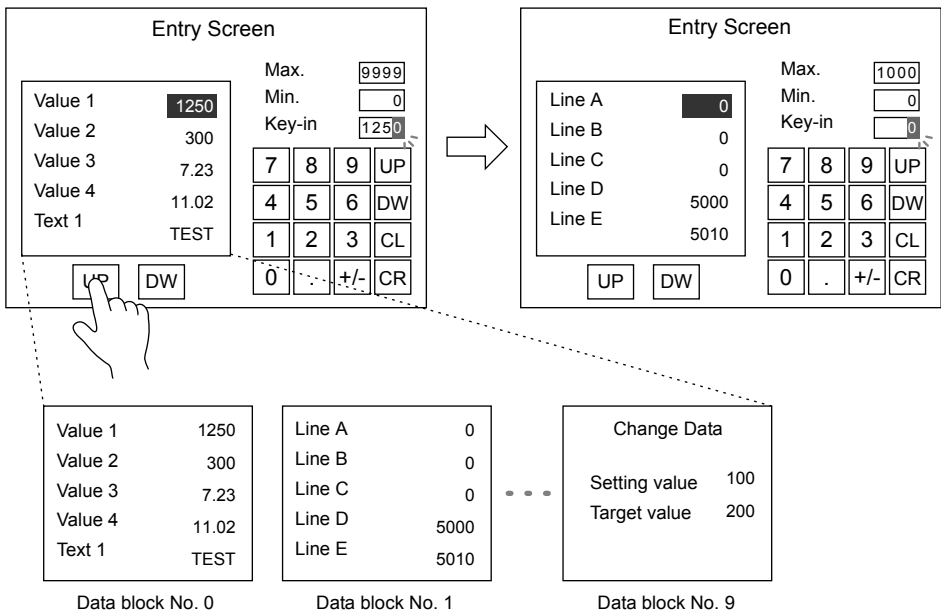 Entry Screen
Value 1 1250
Value 2 300
Value 3 7.23
Value 4 11.02
Text 1 TEST
Max. 9999
Min. 0
Key-in 1250
7 8 9 UP
4 5 6 DW
1 2 3 CL
0 . +/- CR
UP DW
Entry Screen
Line A 0
Line B 0
Line C 0
Line D 5000
Line E 5010
Max. 1000
Min. 0
Key-in 0
7 8 9 UP
4 5 6 DW
1 2 3 CL
0 . +/- CR
UP DW
Value 1 1250
Value 2 300
Value 3 7.23
Value 4 11.02
Text 1 TEST
Data block No. 0
Line A 0
Line B 0
Line C 0
Line D 5000
Line E 5010
Data block No. 1
Change Data
Setting value 100
Target value 200
Data block No. 9